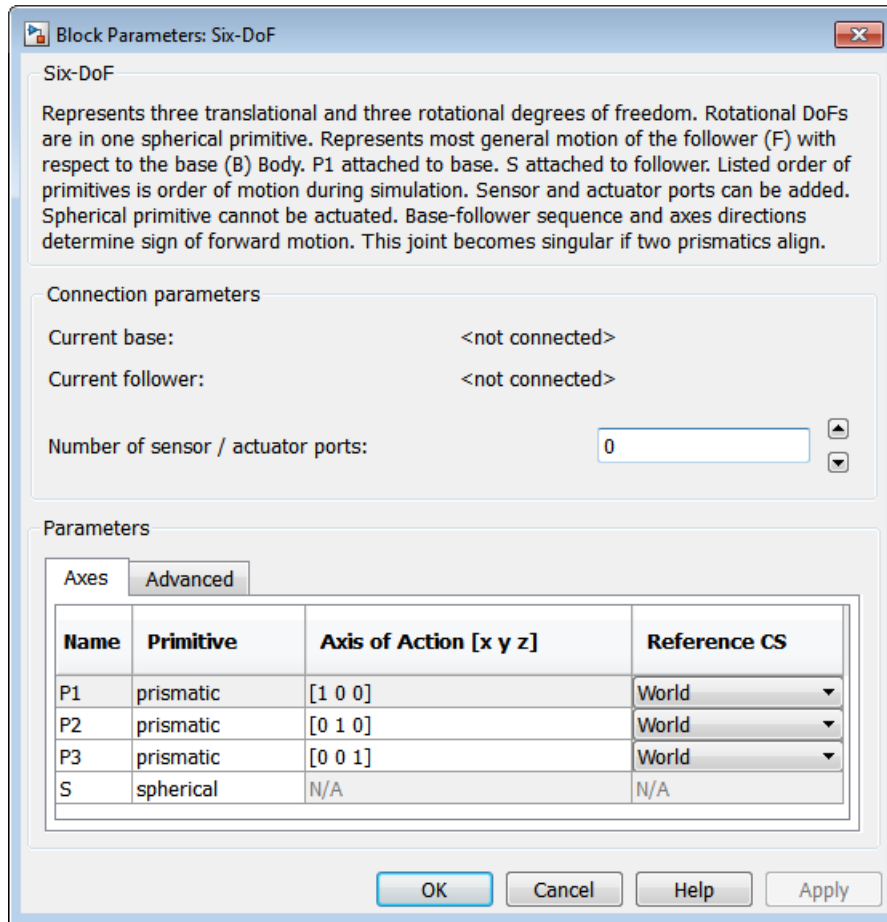 Block Parameters: Six-DoF
Six-DoF
Represents three translational and three rotational degrees of freedom. Rotational DoFs
are in one spherical primitive. Represents most general motion of the follower (F) with
respect to the base (B) Body. P1 attached to base. S attached to follower. Listed order of
primitives is order of motion during simulation. Sensor and actuator ports can be added.
Spherical primitive cannot be actuated. Base-follower sequence and axes directions
determine sign of forward motion. This joint becomes singular if two prismatics align.
Connection parameters
Current base: <not connected>
Current follower: <not connected>
Number of sensor / actuator ports: 0
Parameters
Axes Advanced
Name Primitive Axis of Action [x y z] Reference CS
P1 prismatic [1 0 0] World
P2 prismatic [0 1 0] World
P3 prismatic [0 0 1] World
S spherical N/A N/A
OK Cancel Help Apply